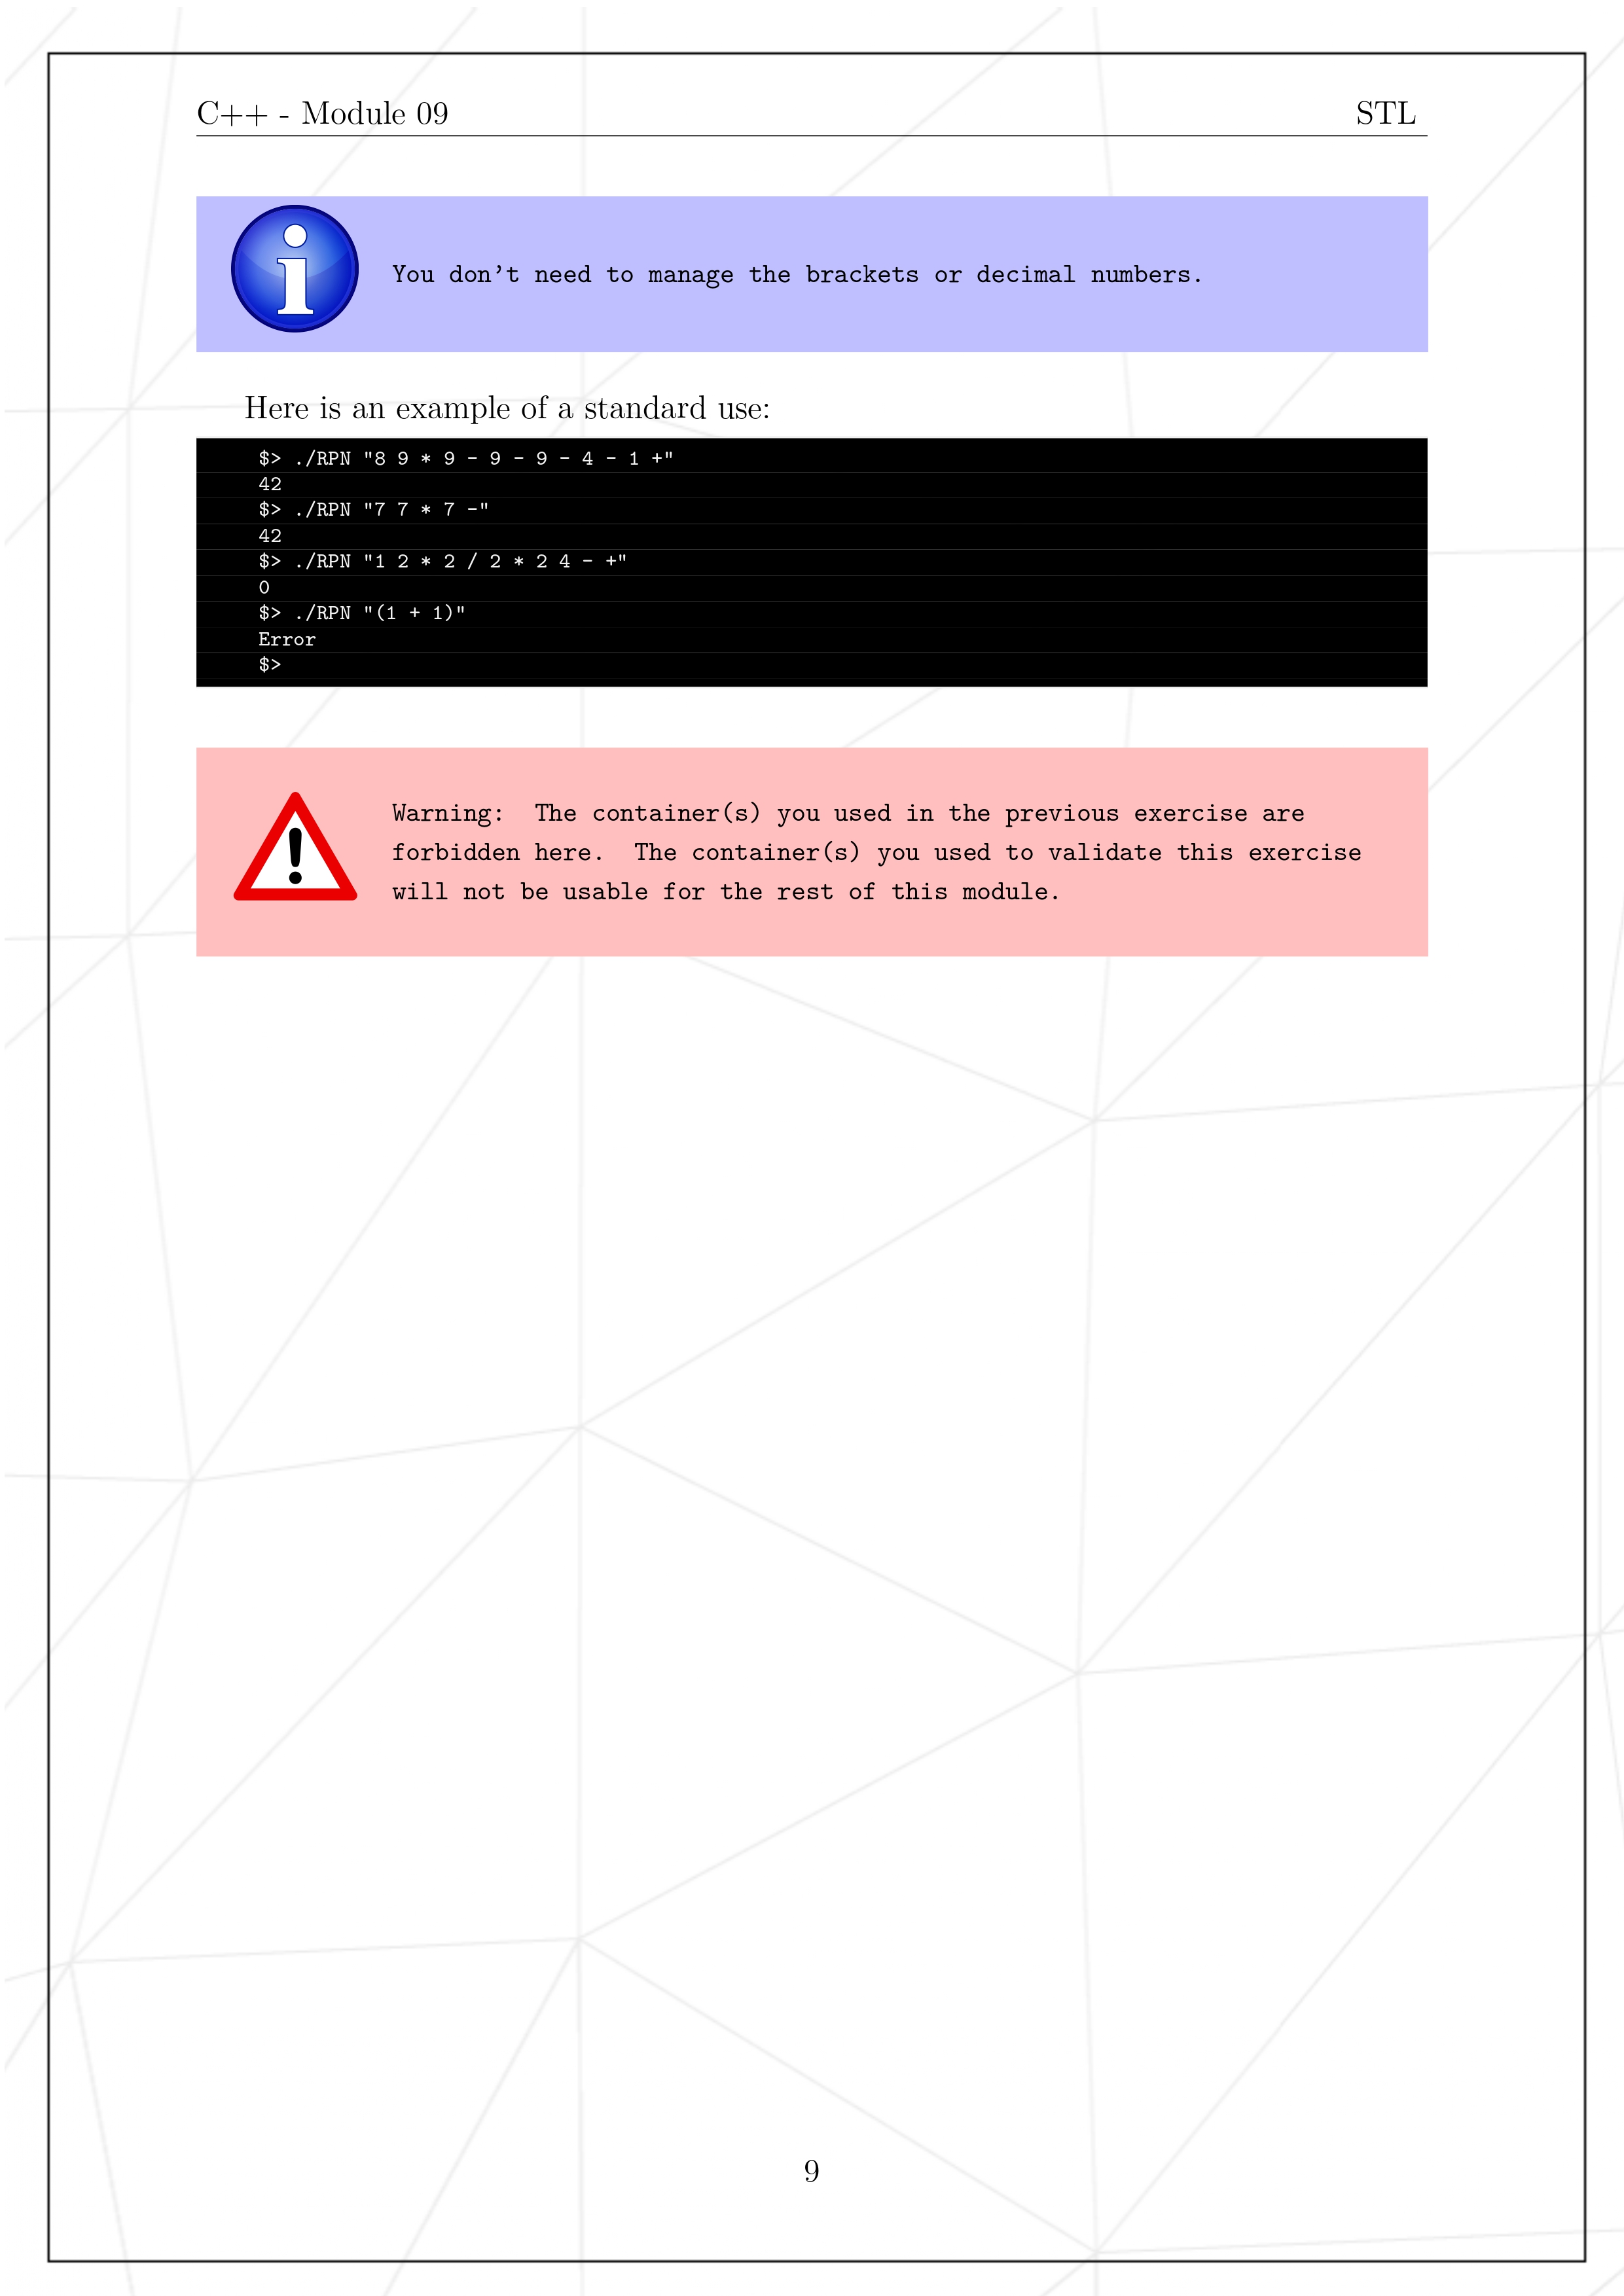 C++ - Module 09 STL
You don't need to manage the brackets or decimal numbers.
Here is an example of a standard use:
$> ./RPN "8 9 * 9 - 9 - 9 - 4 - 1 +"
42
$> ./RPN "7 7 * 7 -"
42
$> ./RPN "1 2 * 2 / 2 * 2 4 - +"
0
$> ./RPN "(1 + 1)"
Error
$>
Warning: The container(s) you used in the previous exercise are
forbidden here. The container(s) you used to validate this exercise
will not be usable for the rest of this module.
9